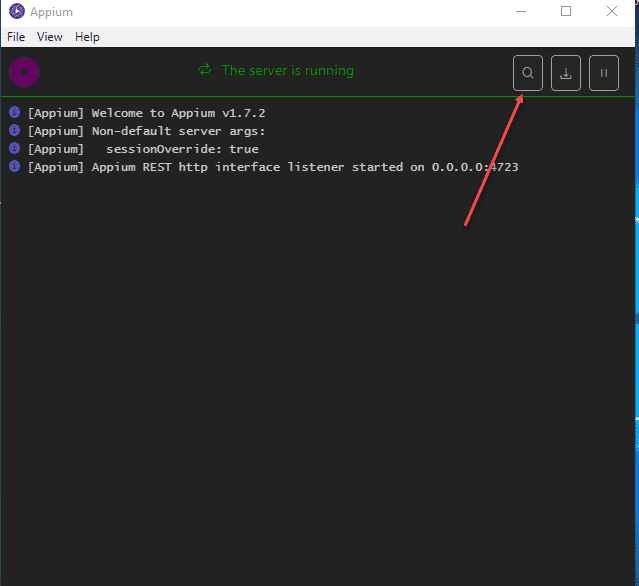 Appium
File View Help
The server is running
[Appium] Welcome to Appium v1.7.2
[Appium] Non-default server args:
[Appium]   sessionOverride: true
[Appium] Appium REST http interface listener started on 0.0.0.0:4723